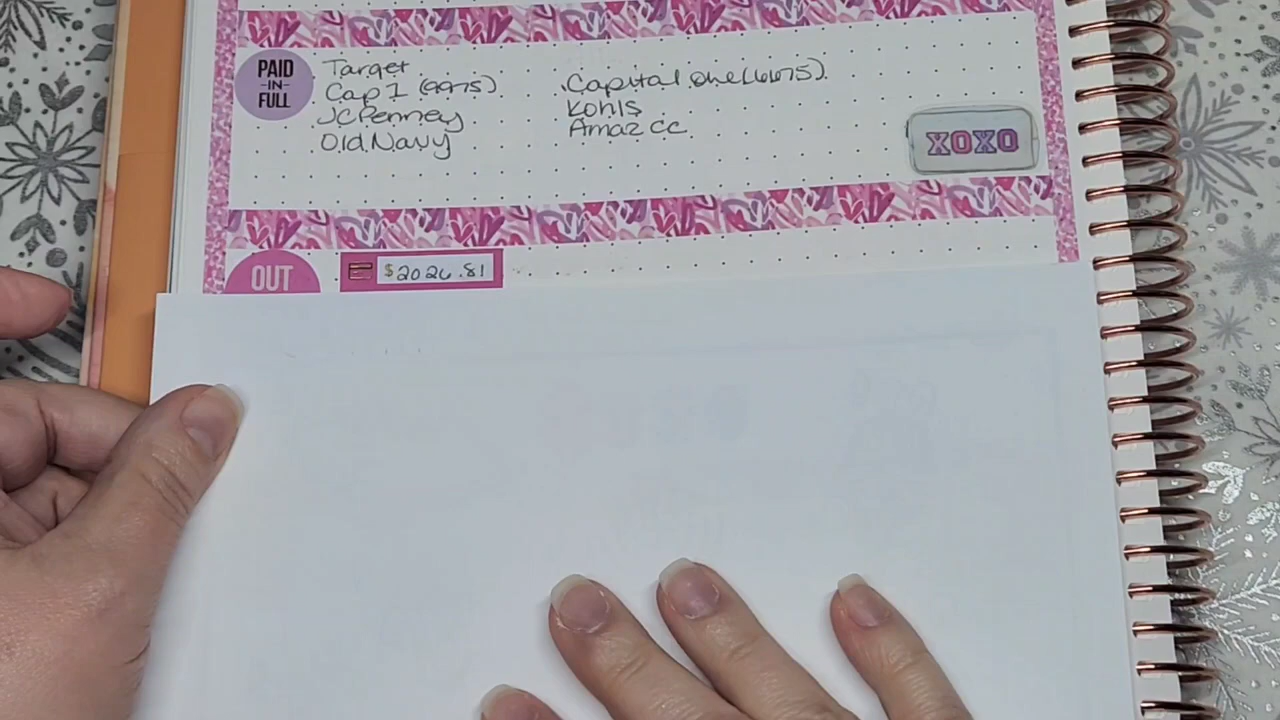 PAID
-IN-
FULL
Target
Cap 1 (9975)
JCPenney
Old Navy
Capital One (6675)
Kohls
Amaz CC
XOXO
OUT
= $2026.81